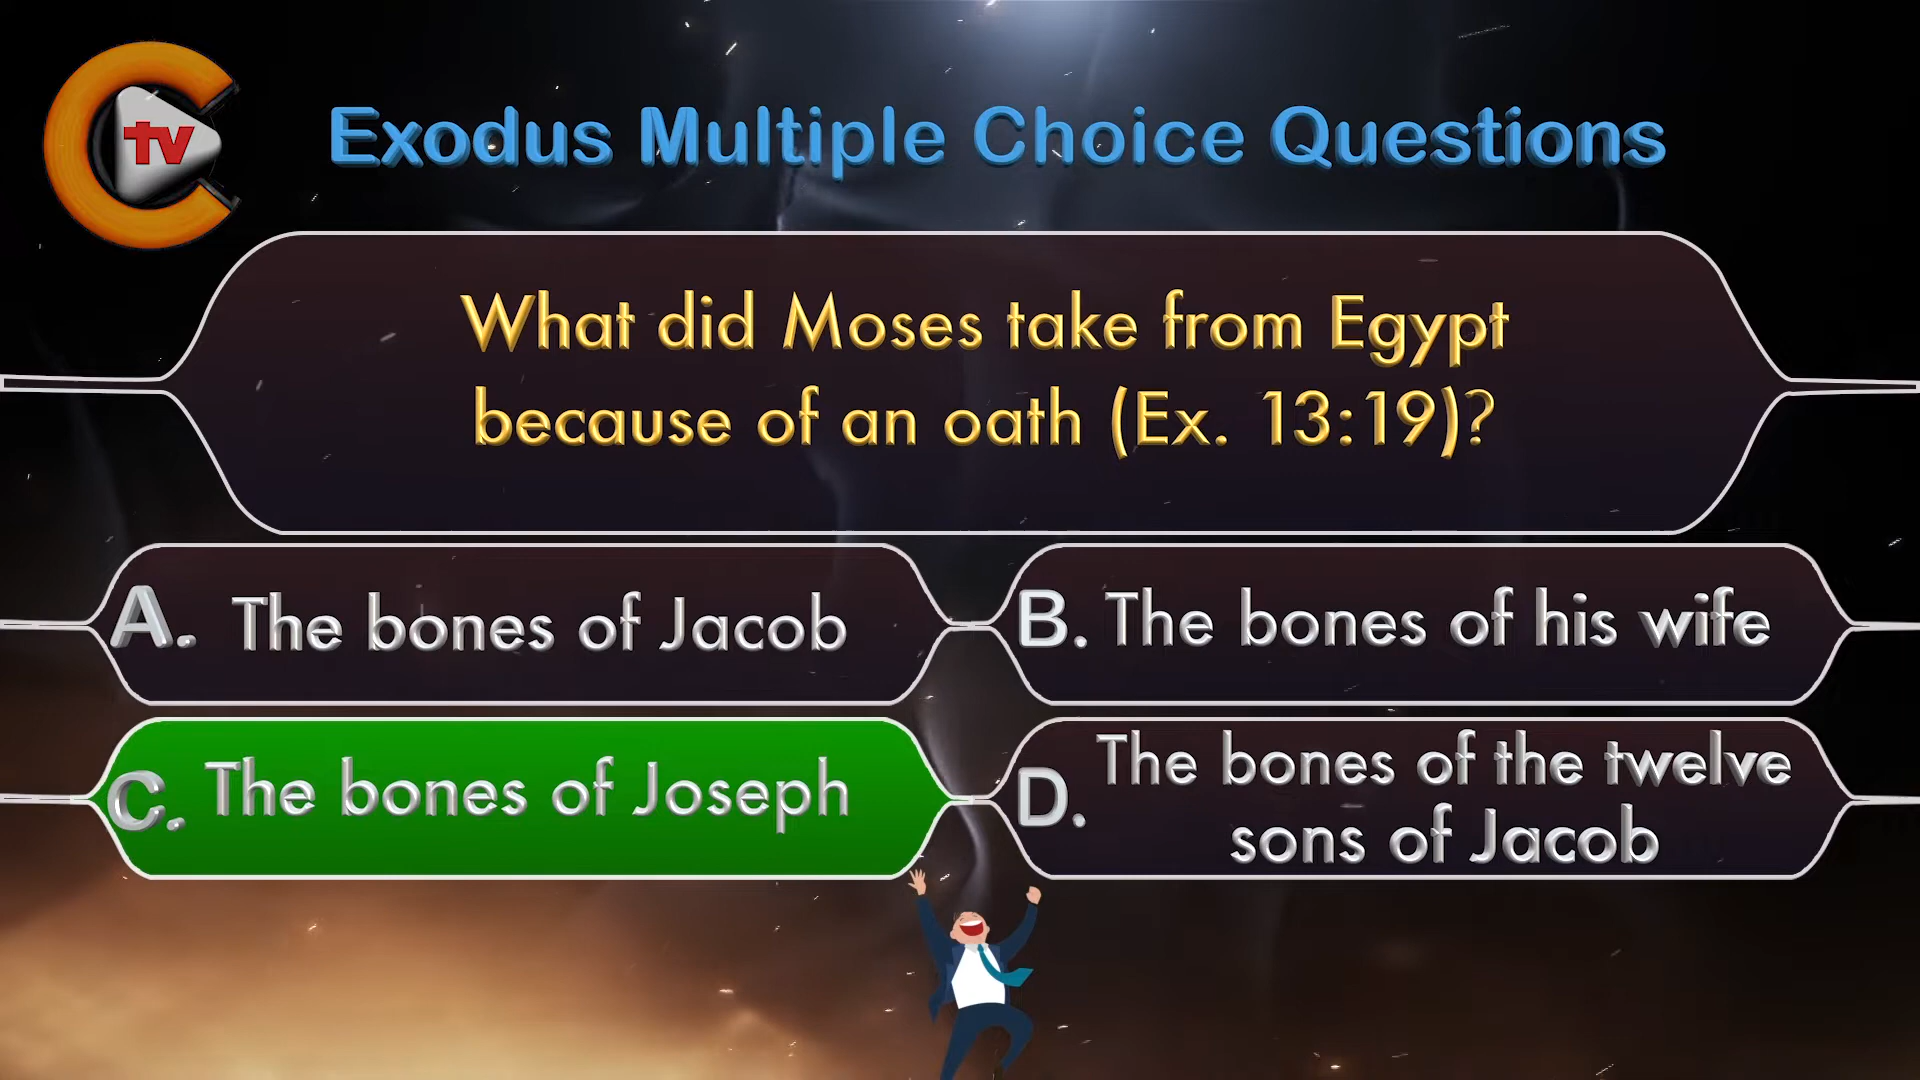 tv
Exodus Multiple Choice Questions
What did Moses take from Egypt
because of an oath (Ex. 13:19)?
A. The bones of Jacob
B. The bones of his wife
C. The bones of Joseph
D. The bones of the twelve
sons of Jacob